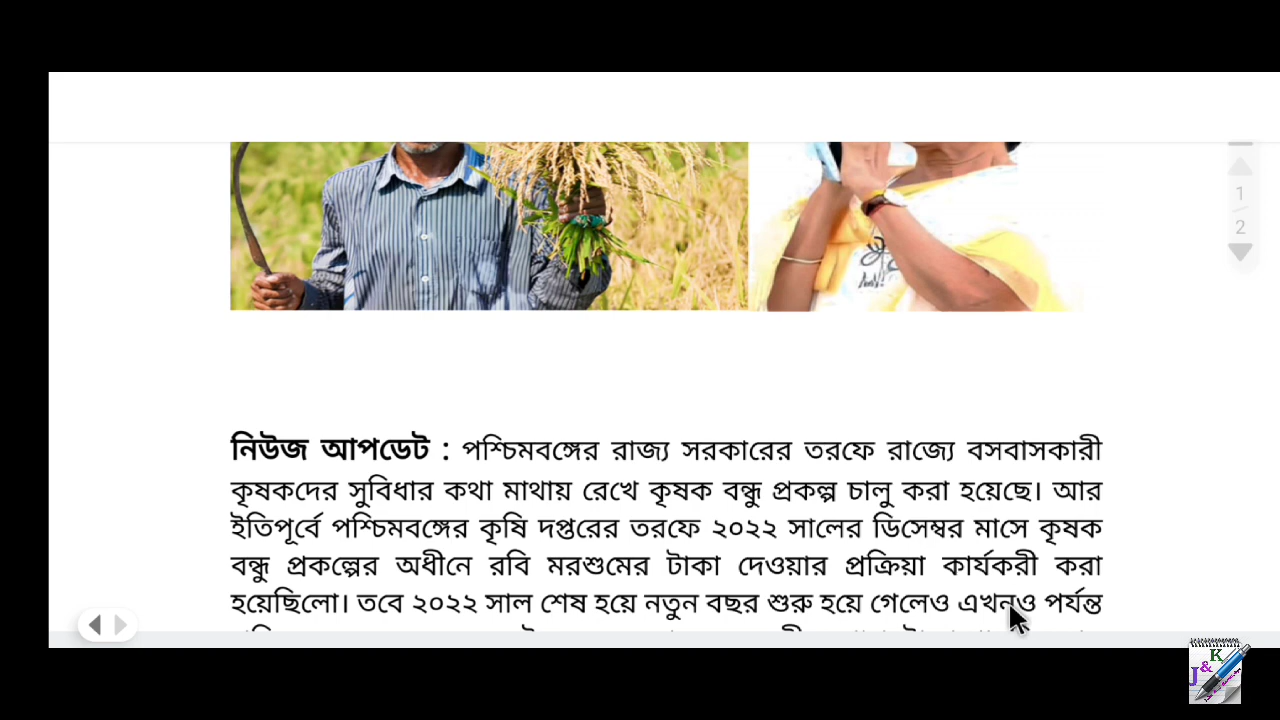 1
2
নিউজ আপডেট : পশ্চিমবঙ্গের রাজ্য সরকারের তরফে রাজ্যে বসবাসকারী
কৃষকদের সুবিধার কথা মাথায় রেখে কৃষক বন্ধু প্রকল্প চালু করা হয়েছে। আর
ইতিপূর্বে পশ্চিমবঙ্গের কৃষি দপ্তরের তরফে ২০২২ সালের ডিসেম্বর মাসে কৃষক
বন্ধু প্রকল্পের অধীনে রবি মরশুমের টাকা দেওয়ার প্রক্রিয়া কার্যকরী করা
হয়েছিলো। তবে ২০২২ সাল শেষ হয়ে নতুন বছর শুরু হয়ে গেলেও এখনও পর্যন্ত
J&K